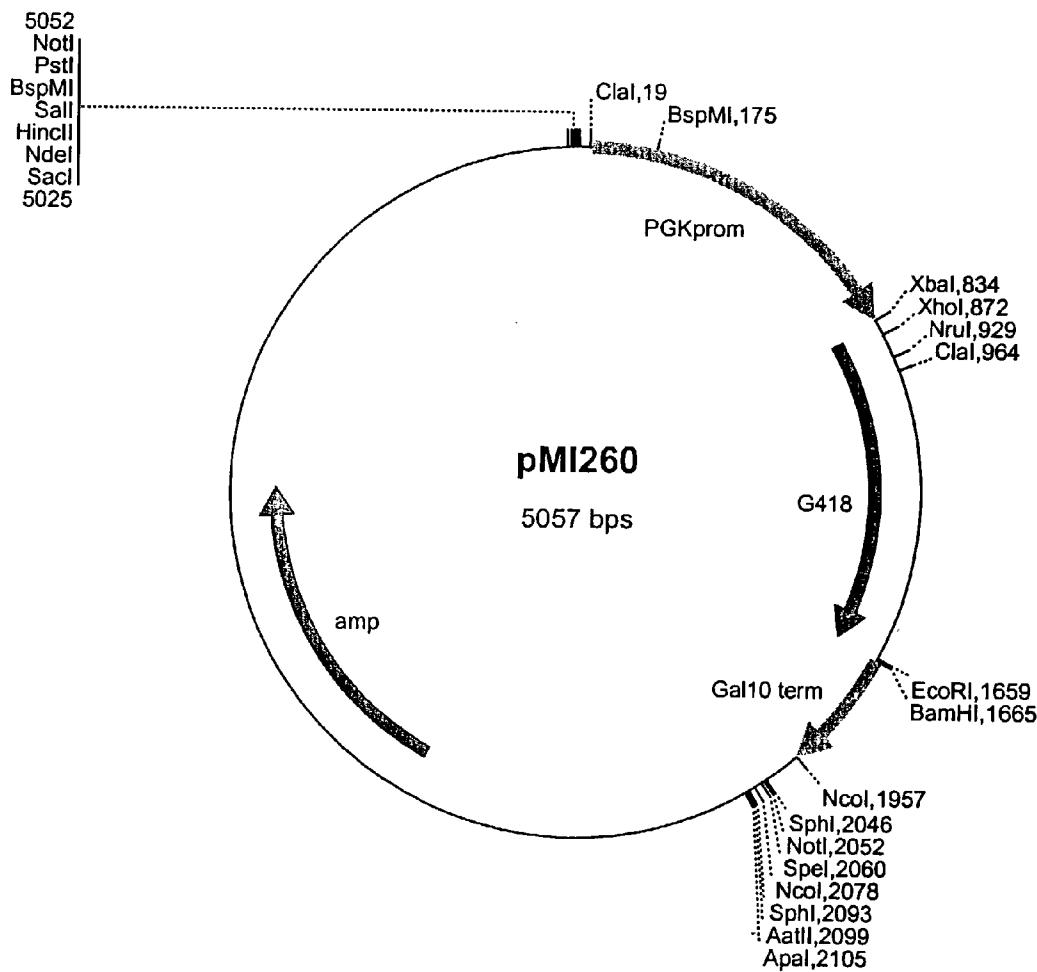 5052
NotI
PstI
BspMI
SalI
HincII
NdeI
SacI
5025
ClaI,19
BspMI,175
PGKprom
XbaI,834
XhoI,872
NruI,929
ClaI,964
pMI260
5057 bps
G418
amp
Gal10 term
EcoRI,1659
BamHI,1665
NcoI,1957
SphI,2046
NotI,2052
SpeI,2060
NcoI,2078
SphI,2093
AatII,2099
ApaI,2105